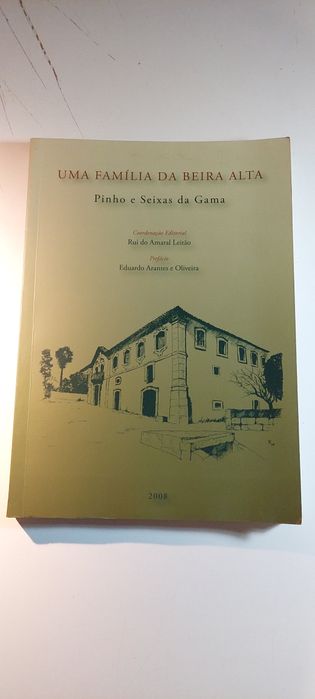 UMA FAMÍLIA DA BEIRA ALTA
Pinho e Seixas da Gama
Coordenação Editorial
Rui do Amaral Leitão
Prefácio
Eduardo Arantes e Oliveira
2008